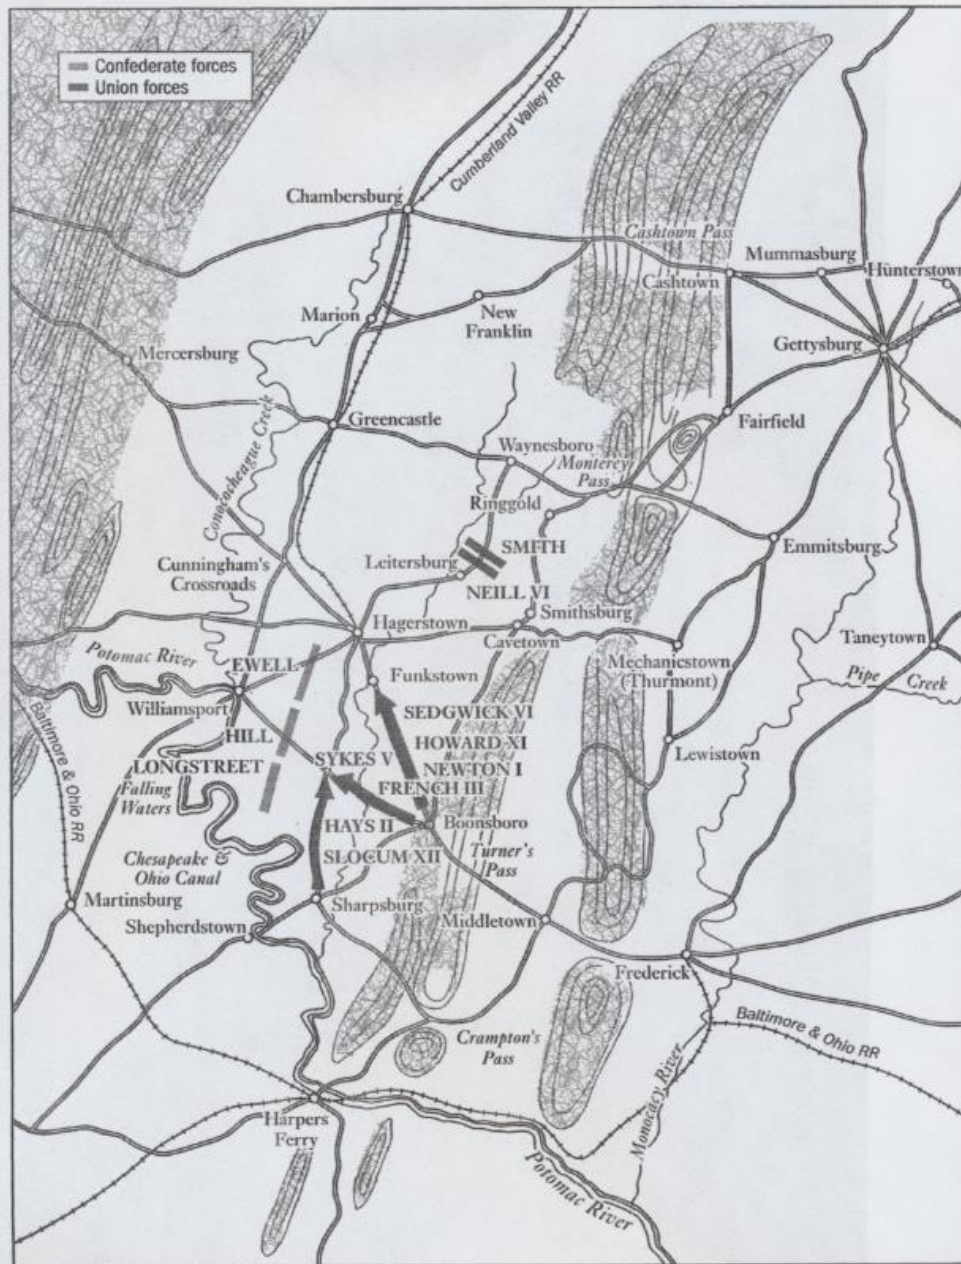 Confederate forces
Union forces
Cumberland Valley RR
Chambersburg
Cashtown Pass
Mummasburg
Hunterstown
Cashtown
Marion
New
Franklin
Gettysburg
Mercersburg
Greencastle
Fairfield
Conococheague Creek
Waynesboro
Monterey
Pass
Ringgold
SMITH
Emmitsburg
Leitersburg
Cunningham's
Crossroads
NEILL VI
Smithsburg
Hagerstown
Cavetown
Taneytown
Mechanicstown
(Thurmont)
Potomac River
EWELL
Funkstown
Pipe
Creek
Williamsport
SEDGWICK VI
HILL
HOWARD XI
Lewistown
LONGSTREET
SYKES V
NEWTON I
Falling
Waters
FRENCH III
Baltimore & Ohio RR
HAYS II
Boonsboro
Chesapeake &
Ohio Canal
SLOCUM XII
Turner's
Pass
Martinsburg
Sharpsburg
Shepherdstown
Middletown
Frederick
Crampton's
Pass
Baltimore & Ohio RR
Monocacy River
Harpers
Ferry
Potomac River